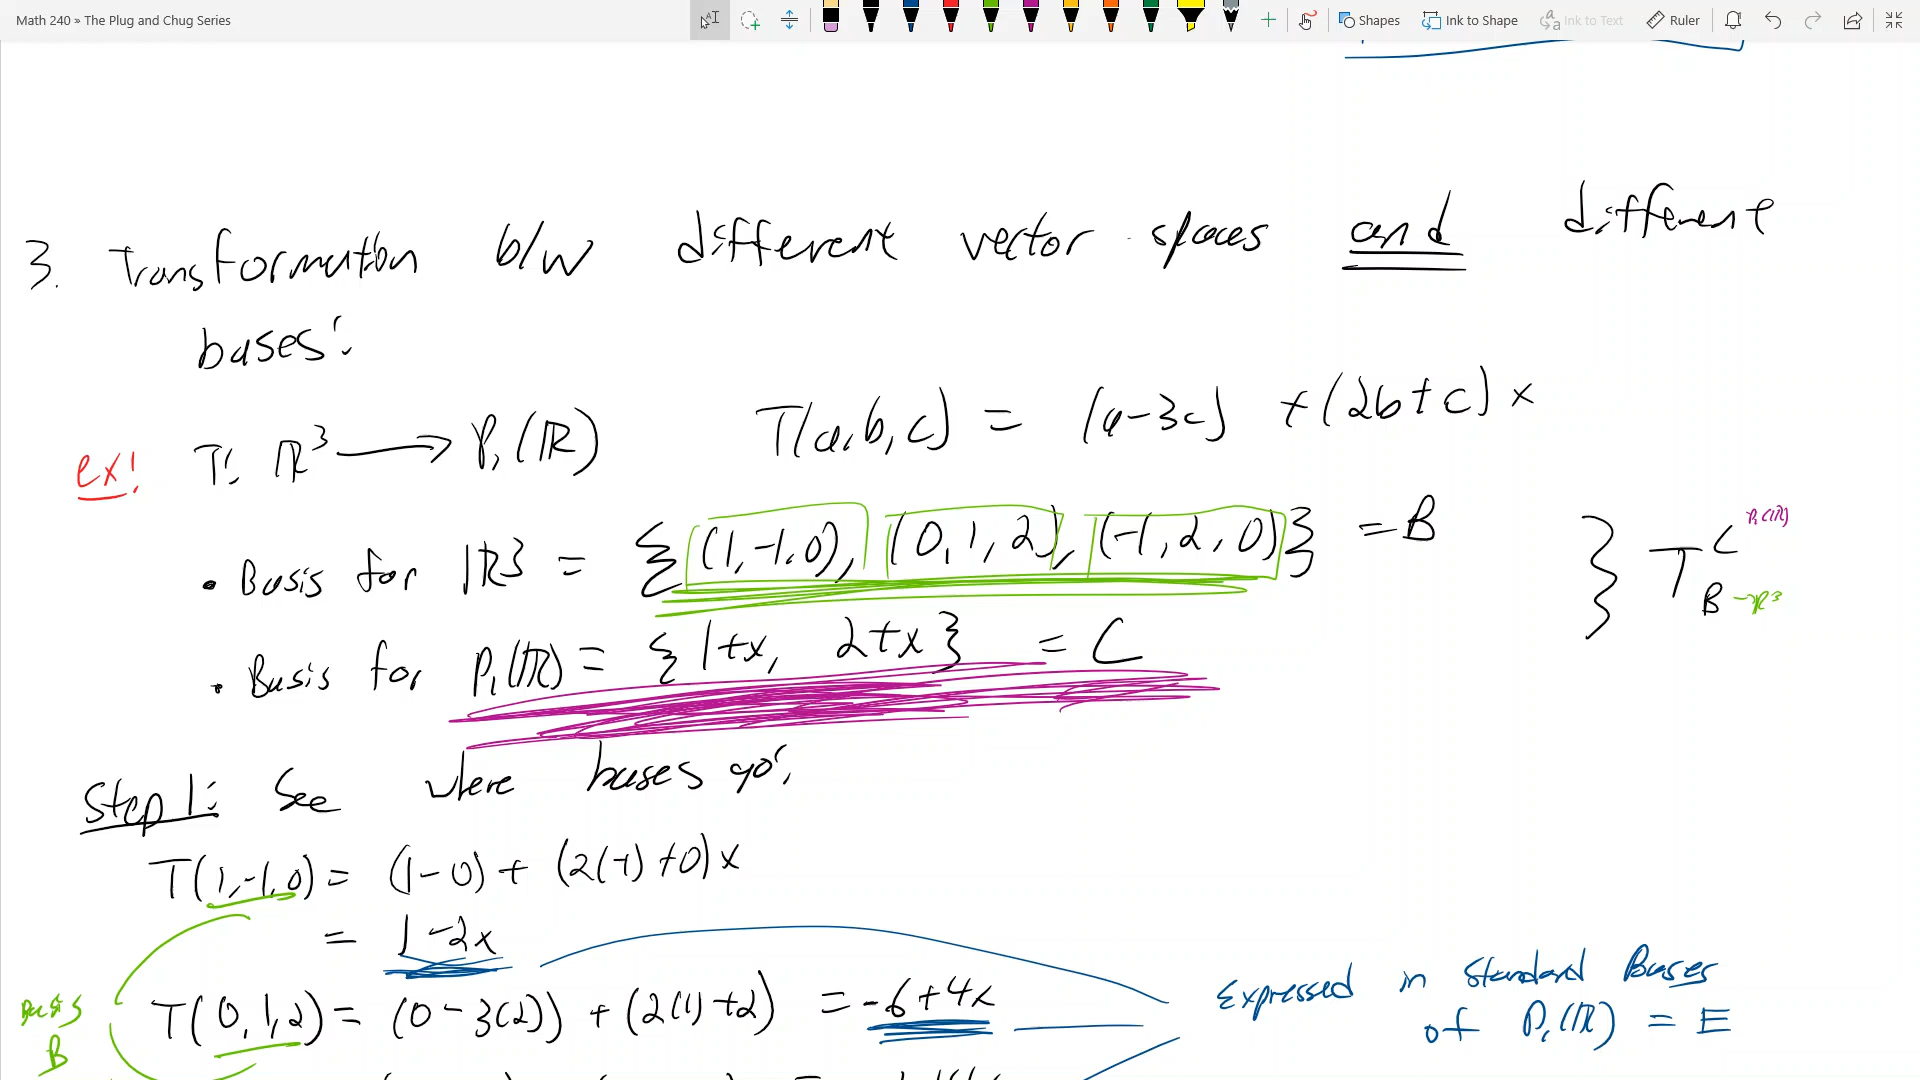 Math 240 » The Plug and Chug Series
Shapes
Ink to Shape
Ink to Text
Ruler
3. Transformation b/w different vector spaces and different
bases:
ex: T: ℝ³ → P₁(ℝ) T(a,b,c) = (a-3c) + (2b+c)x
• Basis for ℝ³ = {(1,-1,0), (0,1,2), (-1,2,0)} = B
• Basis for P₁(ℝ) = {1+x, 2+x} = C
} T C P₁(ℝ)
B → ℝ³
Step 1: See where bases go:
T(1,-1,0) = (1-0) + (2(-1)+0)x
= 1-2x
T(0,1,2) = (0-3(2)) + (2(1)+2) = -6+4x
Basis
B
Expressed in Standard Bases
of P₁(ℝ) = E